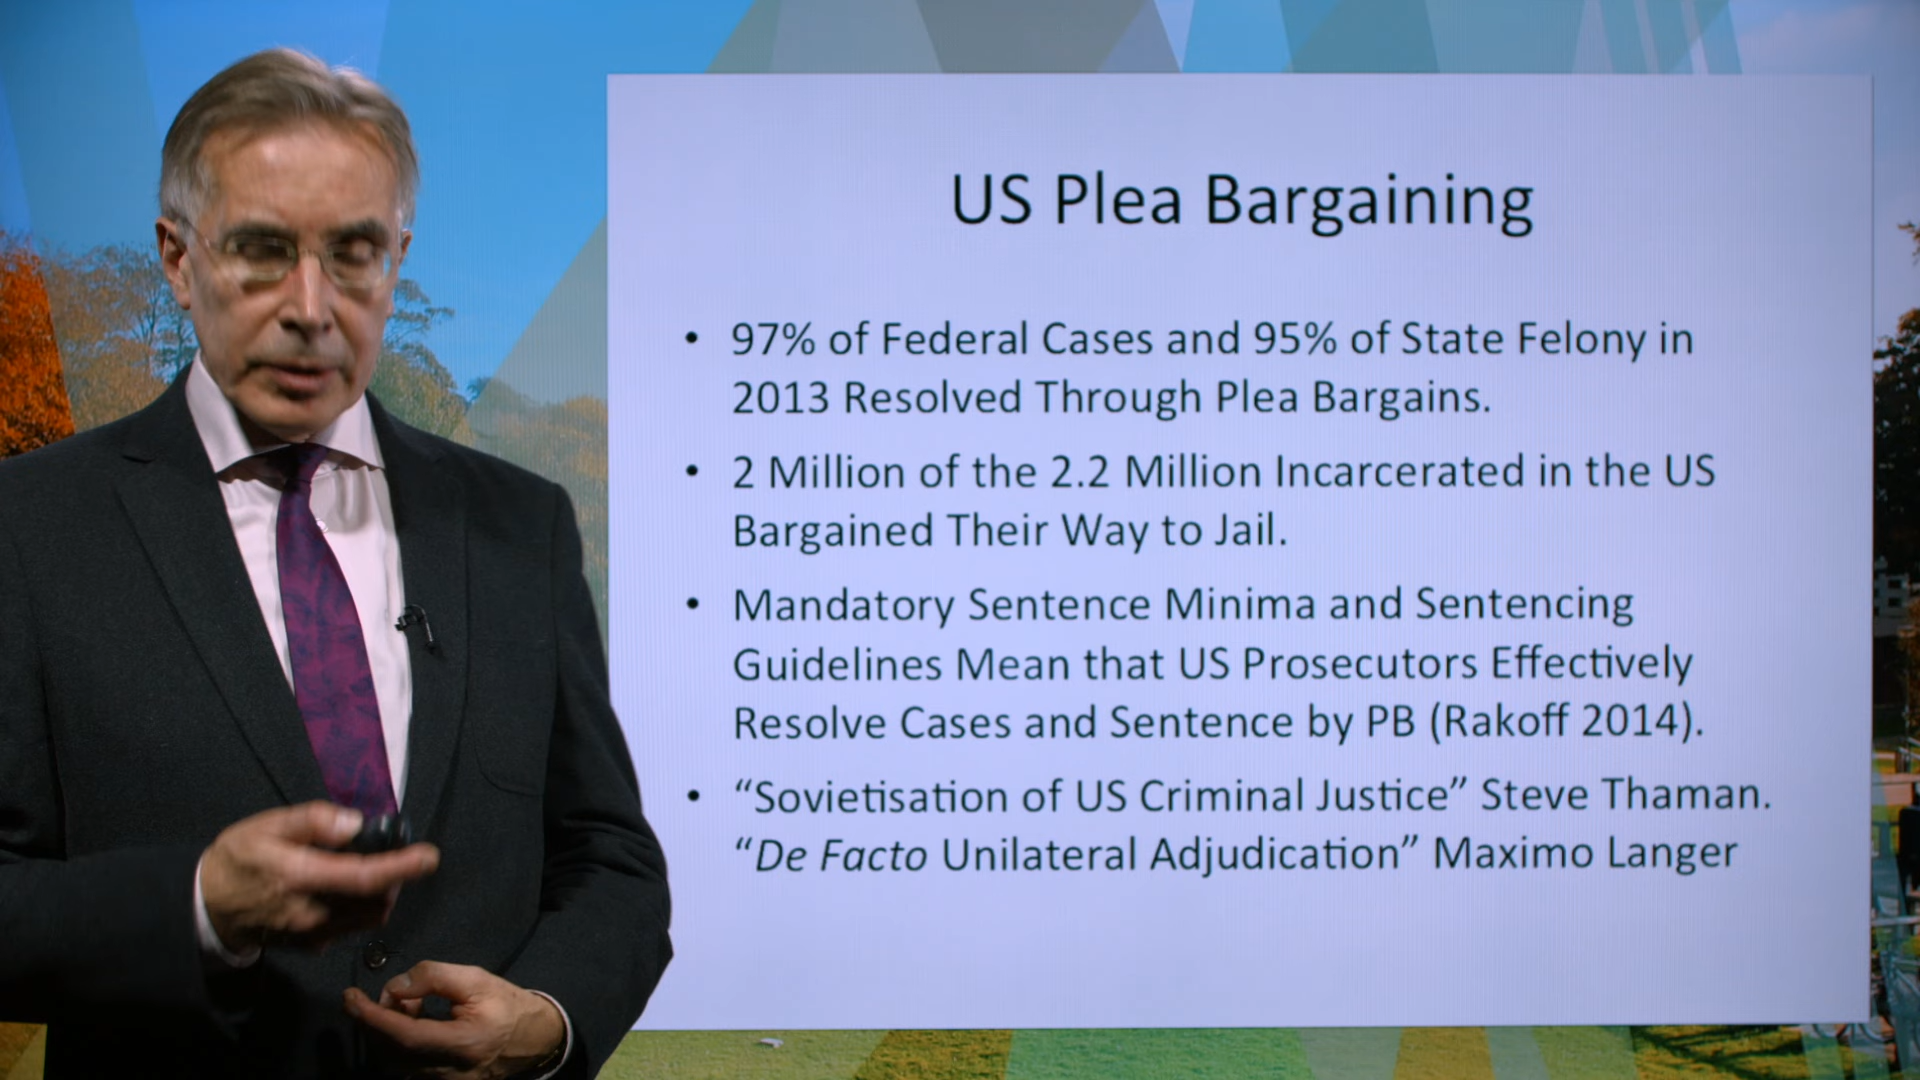 US Plea Bargaining
• 97% of Federal Cases and 95% of State Felony in
2013 Resolved Through Plea Bargains.
• 2 Million of the 2.2 Million Incarcerated in the US
Bargained Their Way to Jail.
• Mandatory Sentence Minima and Sentencing
Guidelines Mean that US Prosecutors Effectively
Resolve Cases and Sentence by PB (Rakoff 2014).
• “Sovietisation of US Criminal Justice” Steve Thaman.
“De Facto Unilateral Adjudication” Maximo Langer